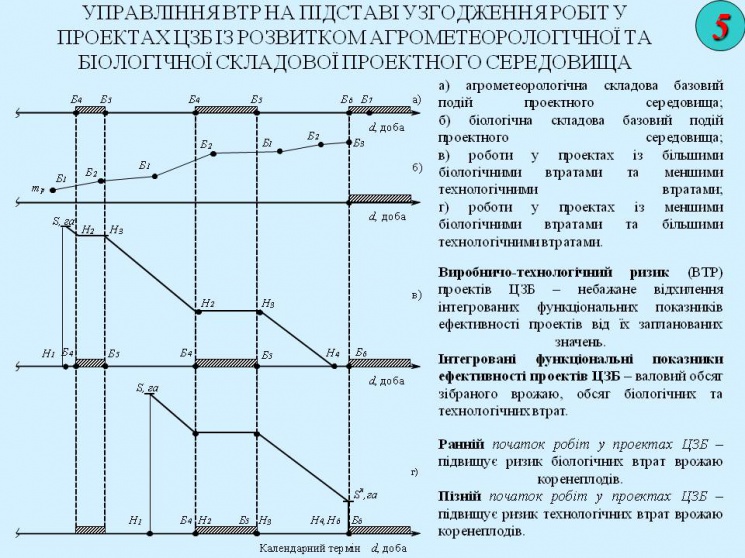 УПРАВЛІННЯ ВТР НА ПІДСТАВІ УЗГОДЖЕННЯ РОБІТ У
ПРОЕКТАХ ЦЗБ ІЗ РОЗВИТКОМ АГРОМЕТЕОРОЛОГІЧНОЇ ТА
БІОЛОГІЧНОЇ СКЛАДОВОЇ ПРОЕКТНОГО СЕРЕДОВИЩА
5
Б4 Б5 Б4 Б5 Б6 Б7 а)
d, доба
mр Б1 Б2 Б1 Б2 Б1 Б2 Б3 б)
d, доба
S, га Н2 Н3 Н2 Н3 в)
Н1 Б4 Б5 Б4 Б5 Н4 Б6
d, доба
S, га
г)
Sд, га
Н1 Б4 Н2 Б5 Н3 Н4, Н6 Б6
Календарний термін d, доба
а) агрометеорологічна складова базовий
подій проектного середовища;
б) біологічна складова базовий подій
проектного середовища;
в) роботи у проектах із більшими
біологічними втратами та меншими
технологічними втратами;
г) роботи у проектах із меншими
біологічними втратами та більшими
технологічними втратами.
Виробничо-технологічний ризик (ВТР)
проектів ЦЗБ – небажане відхилення
інтегрованих функціональних показників
ефективності проектів від їх запланованих
значень.
Інтегровані функціональні показники
ефективності проектів ЦЗБ – валовий обсяг
зібраного врожаю, обсяг біологічних та
технологічних втрат.
Ранній початок робіт у проектах ЦЗБ –
підвищує ризик біологічних втрат врожаю
коренеплодів.
Пізній початок робіт у проектах ЦЗБ –
підвищує ризик технологічних втрат врожаю
коренеплодів.